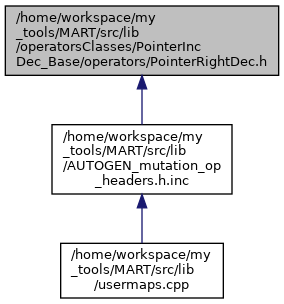 /home/workspace/my
_tools/MART/src/lib
/operatorsClasses/PointerInc
Dec_Base/operators/PointerRightDec.h
/home/workspace/my
_tools/MART/src/lib
/AUTOGEN_mutation_op
_headers.h.inc
/home/workspace/my
_tools/MART/src/lib
/usermaps.cpp